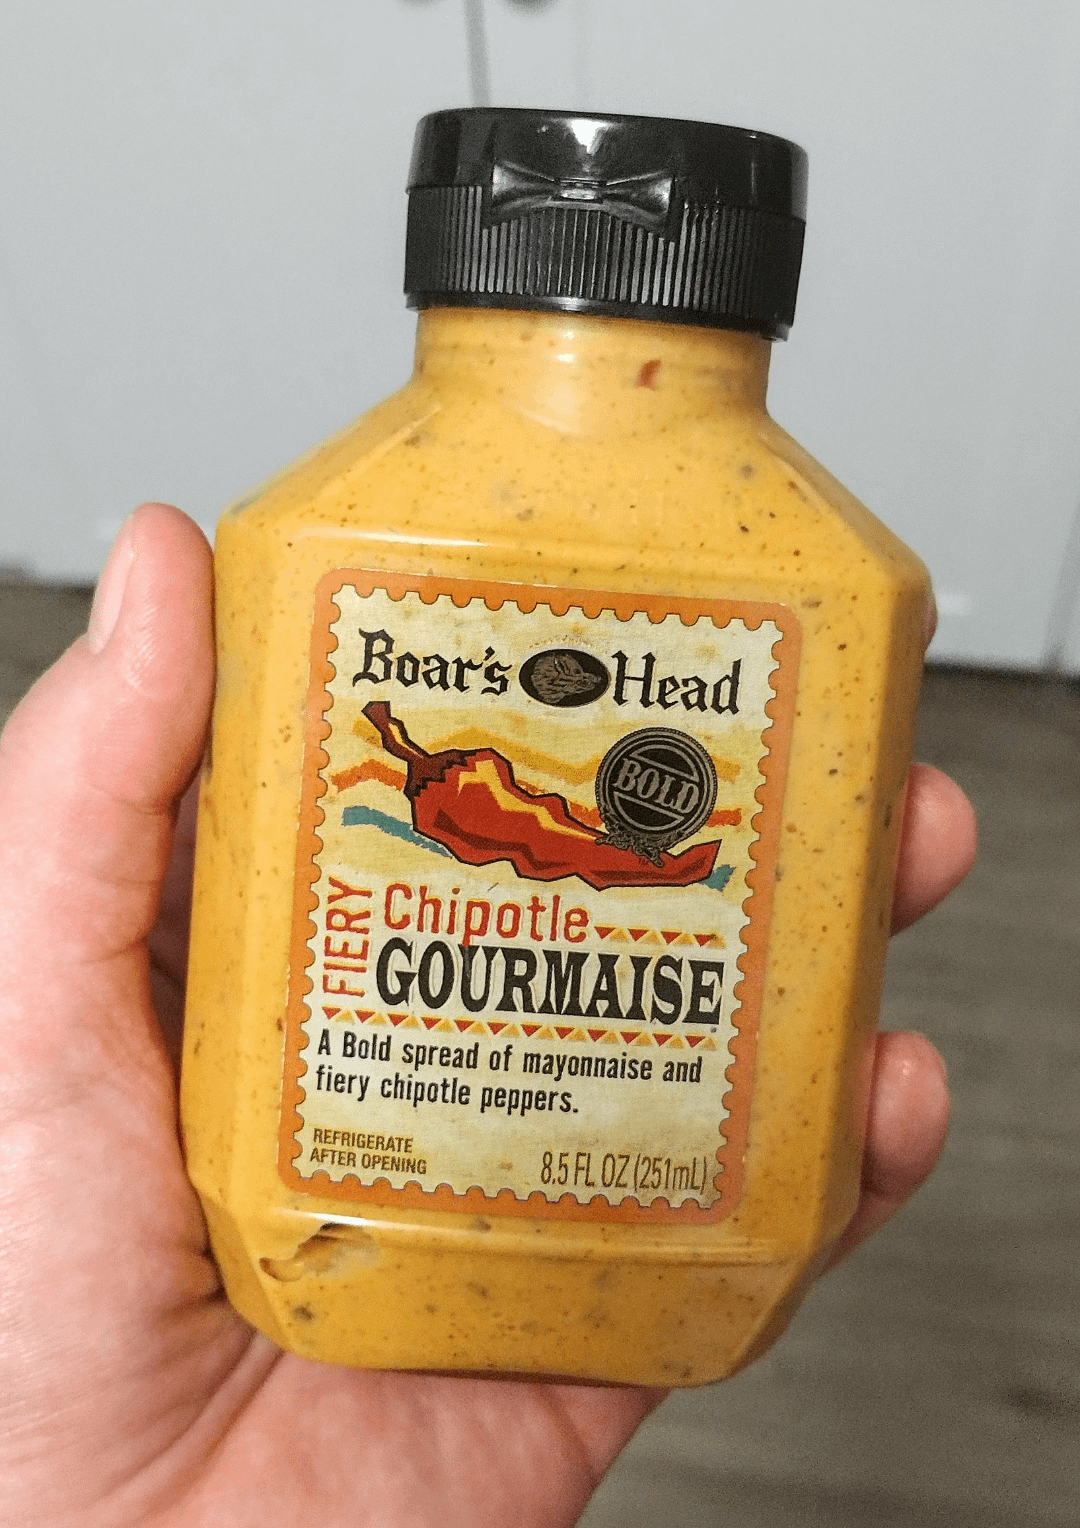 Boar's Head
BOLD
FIERY
Chipotle
GOURMAISE
A Bold spread of mayonnaise and
fiery chipotle peppers.
REFRIGERATE
AFTER OPENING
8.5 FL OZ (251mL)